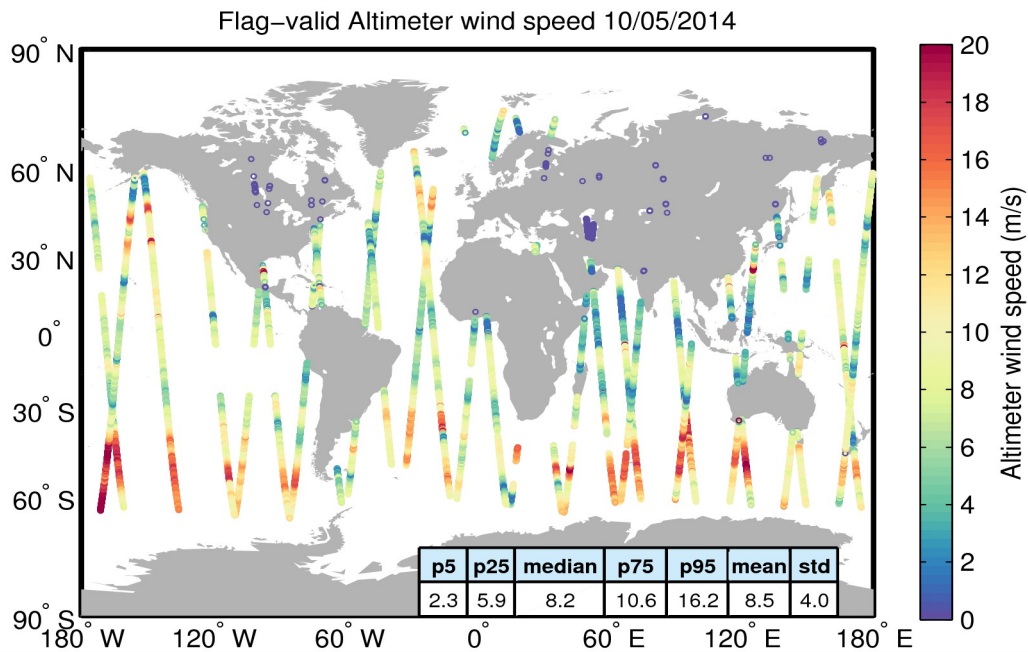 Flag-valid Altimeter wind speed 10/05/2014
90° N
60° N
30° N
0°
30° S
60° S
90° S
180° W
120° W
60° W
0°
60° E
120° E
180° E
p5 p25 median p75 p95 mean std
2.3 5.9 8.2 10.6 16.2 8.5 4.0
20
18
16
14
12
10
8
6
4
2
0
Altimeter wind speed (m/s)